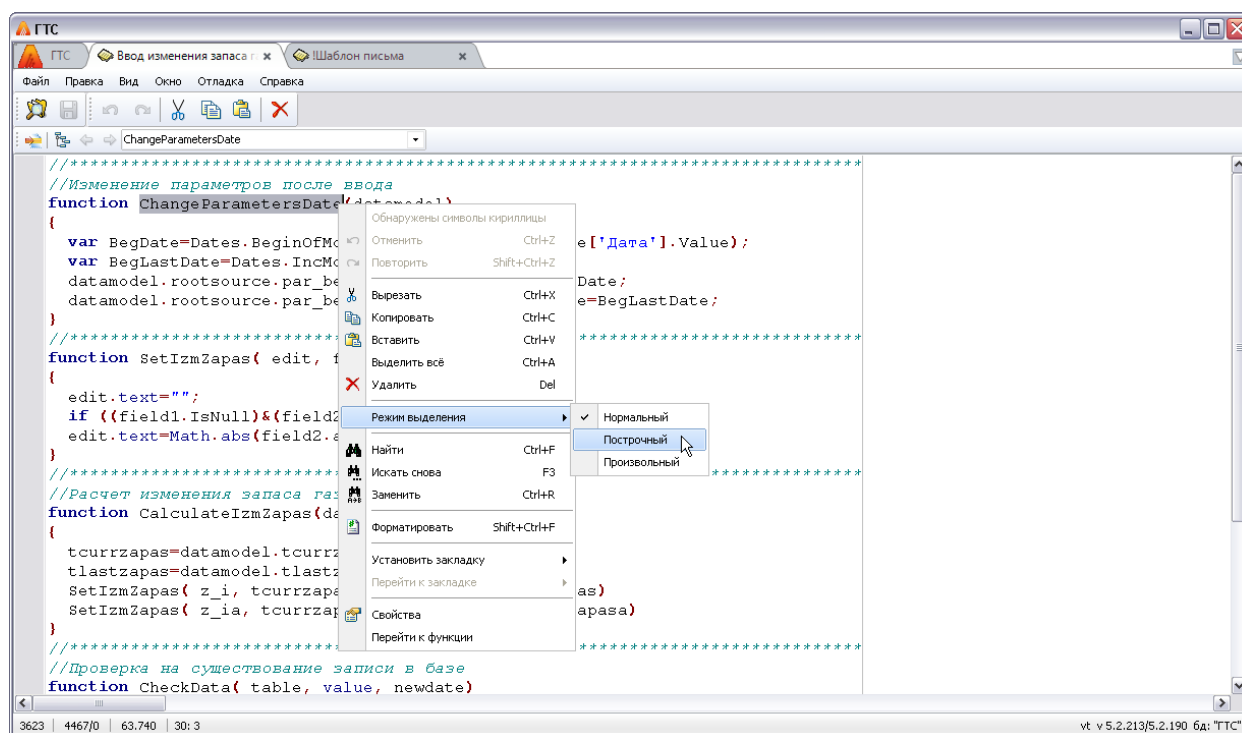 ГТС
ГТС Ввод изменения запаса г !Шаблон письма
Файл Правка Вид Окно Отладка Справка
ChangeParametersDate
//******************************************************************************
//Изменение параметров после ввода
function ChangeParametersDate(datamodel)
{
var BegDate=Dates.BeginOfMo e['Дата'].Value);
var BegLastDate=Dates.IncMo
datamodel.rootsource.par_be Date;
datamodel.rootsource.par_be e=BegLastDate;
}
//******************************************************************************
function SetIzmZapas( edit, f
{
edit.text="";
if ((field1.IsNull)&(field2
edit.text=Math.abs(field2.a
}
//******************************************************************************
//Расчет изменения запаса газ
function CalculateIzmZapas(da
{
tcurrzapas=datamodel.tcurrz
tlastzapas=datamodel.tlastz
SetIzmZapas( z_i, tcurrzapa as)
SetIzmZapas( z_ia, tcurrzap apasa)
}
//******************************************************************************
//Проверка на существование записи в базе
function CheckData( table, value, newdate)
Обнаружены символы кириллицы
Отменить Ctrl+Z
Повторить Shift+Ctrl+Z
Вырезать Ctrl+X
Копировать Ctrl+C
Вставить Ctrl+V
Выделить всё Ctrl+A
Удалить Del
Режим выделения
Нормальный
Построчный
Произвольный
Найти Ctrl+F
Искать снова F3
Заменить Ctrl+R
Форматировать Shift+Ctrl+F
Установить закладку
Перейти к закладке
Свойства
Перейти к функции
3623 4467/0 63.740 30: 3 vt v 5.2.213/5.2.190 бд: "ГТС"